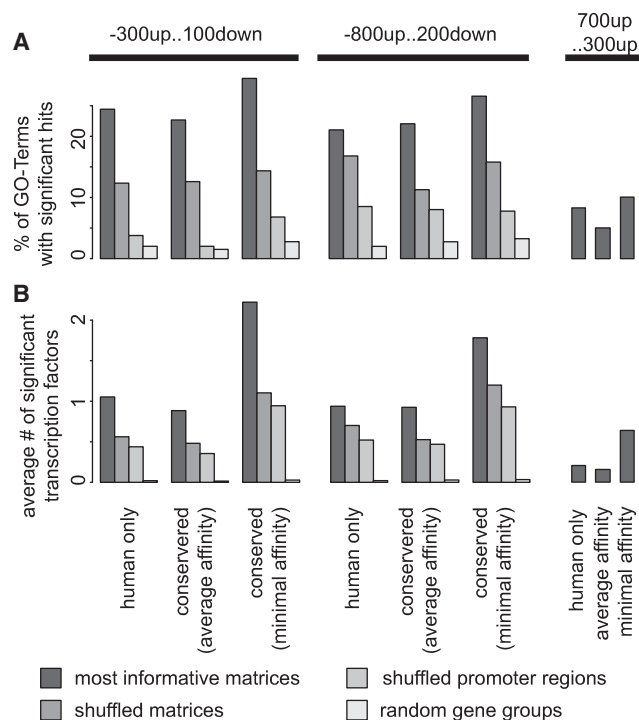 A
-300up..100down
-800up..200down
700up
..300up
% of GO-Terms
with significant hits
20
10
0
B
average # of significant
transcription factors
2
1
0
human only
conservered
(average affinity)
conserved
(minimal affinity)
human only
conservered
(average affinity)
conserved
(minimal affinity)
human only
average affinity)
minimal affinity)
most informative matrices
shuffled matrices
shuffled promoter regions
random gene groups